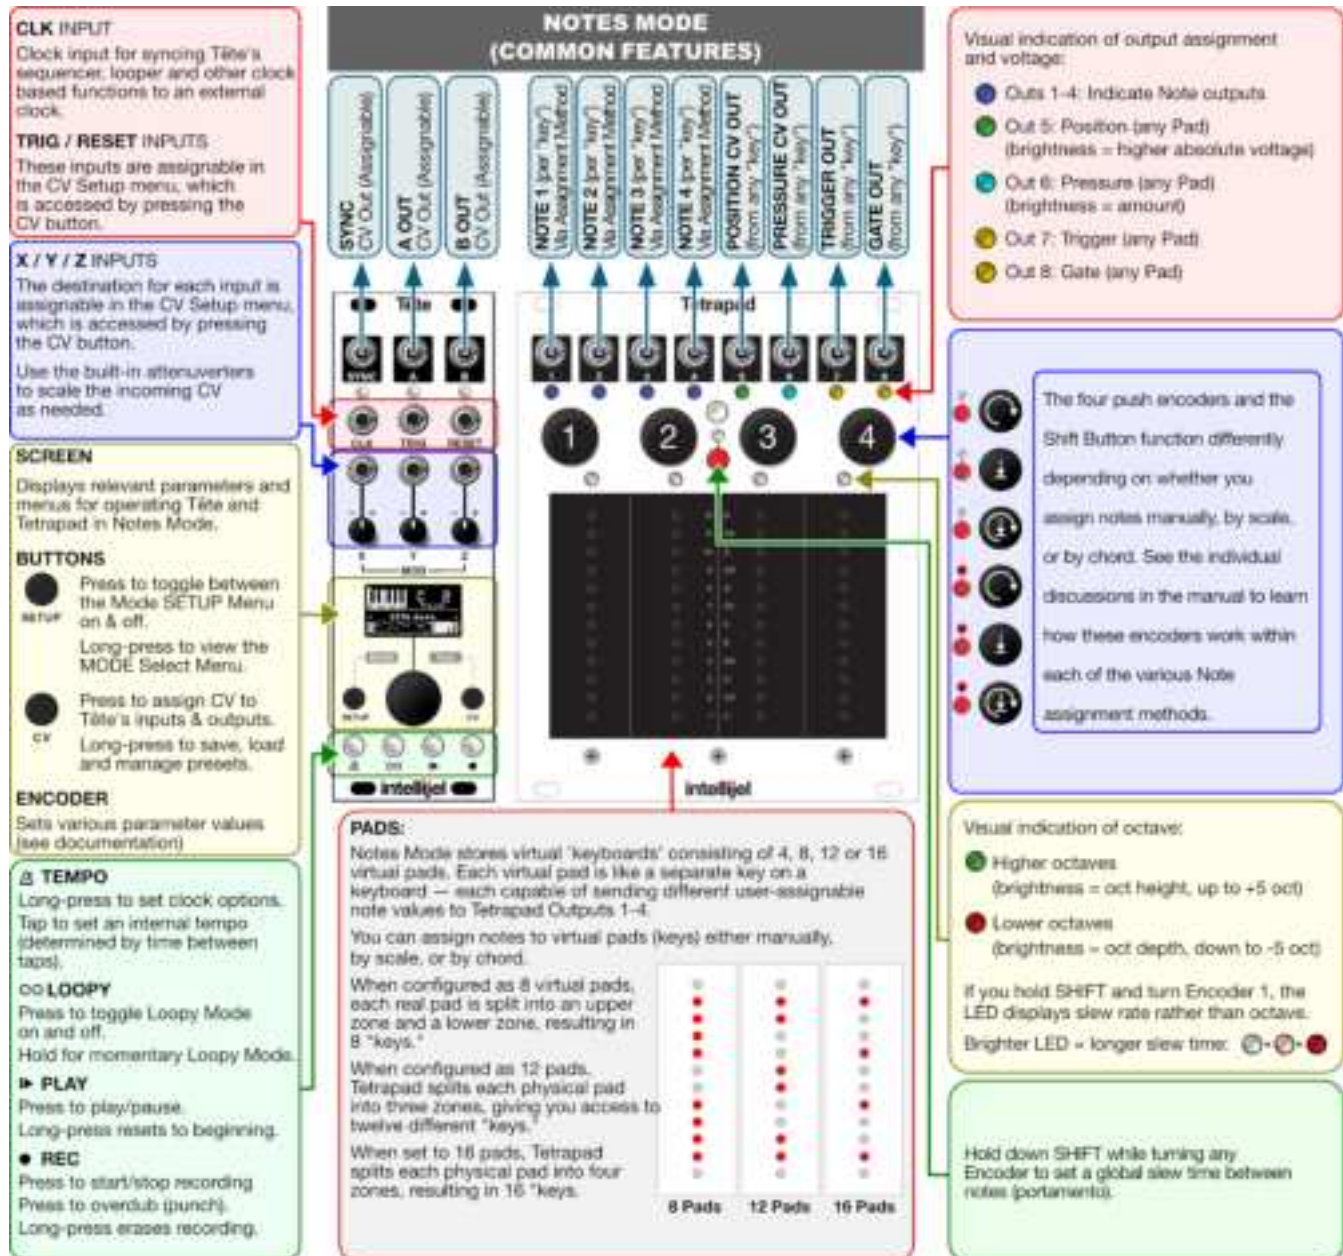 NOTES MODE
(COMMON FEATURES)
CLK INPUT
Clock input for syncing Tête's
sequencer, looper and other clock
based functions to an external
clock.
TRIG / RESET INPUTS
These inputs are assignable in
the CV Setup menu, which
is accessed by pressing the
CV button.
X / Y / Z INPUTS
The destination for each input is
assignable in the CV Setup menu,
which is accessed by pressing
the CV button.
Use the built-in attenuverters
to scale the incoming CV
as needed.
SCREEN
Displays relevant parameters and
menus for operating Tête and
Tetrapad in Notes Mode.
BUTTONS
SETUP
Press to toggle between
the Mode SETUP Menu
on & off.
Long-press to view the
MODE Select Menu.
CV
Press to assign CV to
Tête's inputs & outputs.
Long-press to save, load
and manage presets.
ENCODER
Sets various parameter values
(see documentation)
TEMPO
Long-press to set clock options.
Tap to set an internal tempo
(determined by time between
taps).
LOOPY
Press to toggle Loopy Mode
on and off.
Hold for momentary Loopy Mode.
PLAY
Press to play/pause.
Long-press resets to beginning.
REC
Press to start/stop recording
Press to overdub (punch).
Long-press erases recording.
SYNC
CV Out (Assignable)
A OUT
CV Out (Assignable)
B OUT
CV Out (Assignable)
NOTE 1 (per "key")
Via Assignment Method
NOTE 2 (per "key")
Via Assignment Method
NOTE 3 (per "key")
Via Assignment Method
NOTE 4 (per "key")
Via Assignment Method
POSITION CV OUT
(from any "key")
PRESSURE CV OUT
(from any "key")
TRIGGER OUT
(from any "key")
GATE OUT
(from any "key")
Tête
SYNC A B
CLK TRIG RESET
X Y Z
MOD
C 2
SETUP CV
intellijel
Tetrapad
1 2 3 4 5 6 7 8
1 2 3 4
intellijel
PADS:
Notes Mode stores virtual 'keyboards' consisting of 4, 8, 12 or 16
virtual pads. Each virtual pad is like a separate key on a
keyboard — each capable of sending different user-assignable
note values to Tetrapad Outputs 1-4.
You can assign notes to virtual pads (keys) either manually,
by scale, or by chord.
When configured as 8 virtual pads,
each real pad is split into an upper
zone and a lower zone, resulting in
8 "keys."
When configured as 12 pads,
Tetrapad splits each physical pad
into three zones, giving you access to
twelve different "keys."
When set to 16 pads, Tetrapad
splits each physical pad into four
zones, resulting in 16 "keys.
8 Pads 12 Pads 16 Pads
Visual indication of output assignment
and voltage:
Outs 1-4: Indicate Note outputs
Out 5: Position (any Pad)
(brightness = higher absolute voltage)
Out 6: Pressure (any Pad)
(brightness = amount)
Out 7: Trigger (any Pad)
Out 8: Gate (any Pad)
The four push encoders and the
Shift Button function differently
depending on whether you
assign notes manually, by scale,
or by chord. See the individual
discussions in the manual to learn
how these encoders work within
each of the various Note
assignment methods.
Visual indication of octave:
Higher octaves
(brightness = oct height, up to +5 oct)
Lower octaves
(brightness = oct depth, down to -5 oct)
If you hold SHIFT and turn Encoder 1, the
LED displays slew rate rather than octave.
Brighter LED = longer slew time:
Hold down SHIFT while turning any
Encoder to set a global slew time between
notes (portamento).